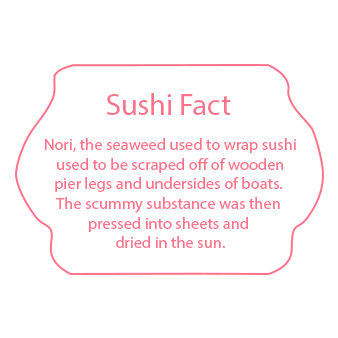 Sushi Fact
Nori, the seaweed used to wrap sushi
used to be scraped off of wooden
pier legs and undersides of boats.
The scummy substance was then
pressed into sheets and
dried in the sun.